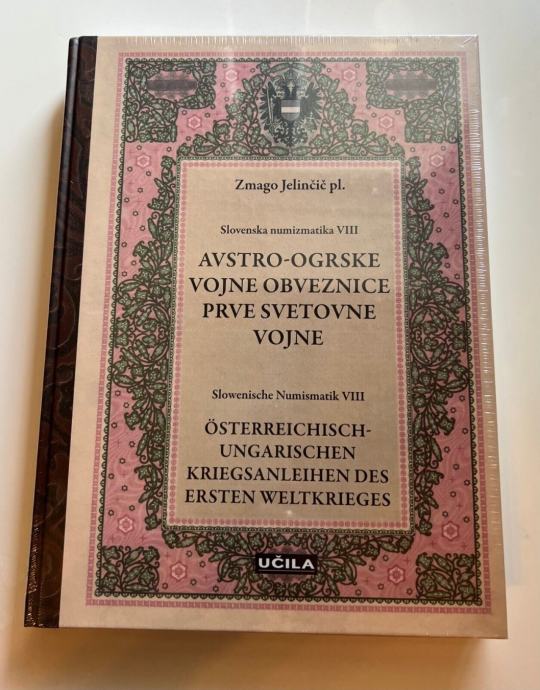 Zmago Jelinčič pl.
Slovenska numizmatika VIII
AVSTRO-OGRSKE
VOJNE OBVEZNICE
PRVE SVETOVNE
VOJNE
Slowenische Numismatik VIII
ÖSTERREICHISCH-
UNGARISCHEN
KRIEGSANLEIHEN DES
ERSTEN WELTKRIEGES
UČILA